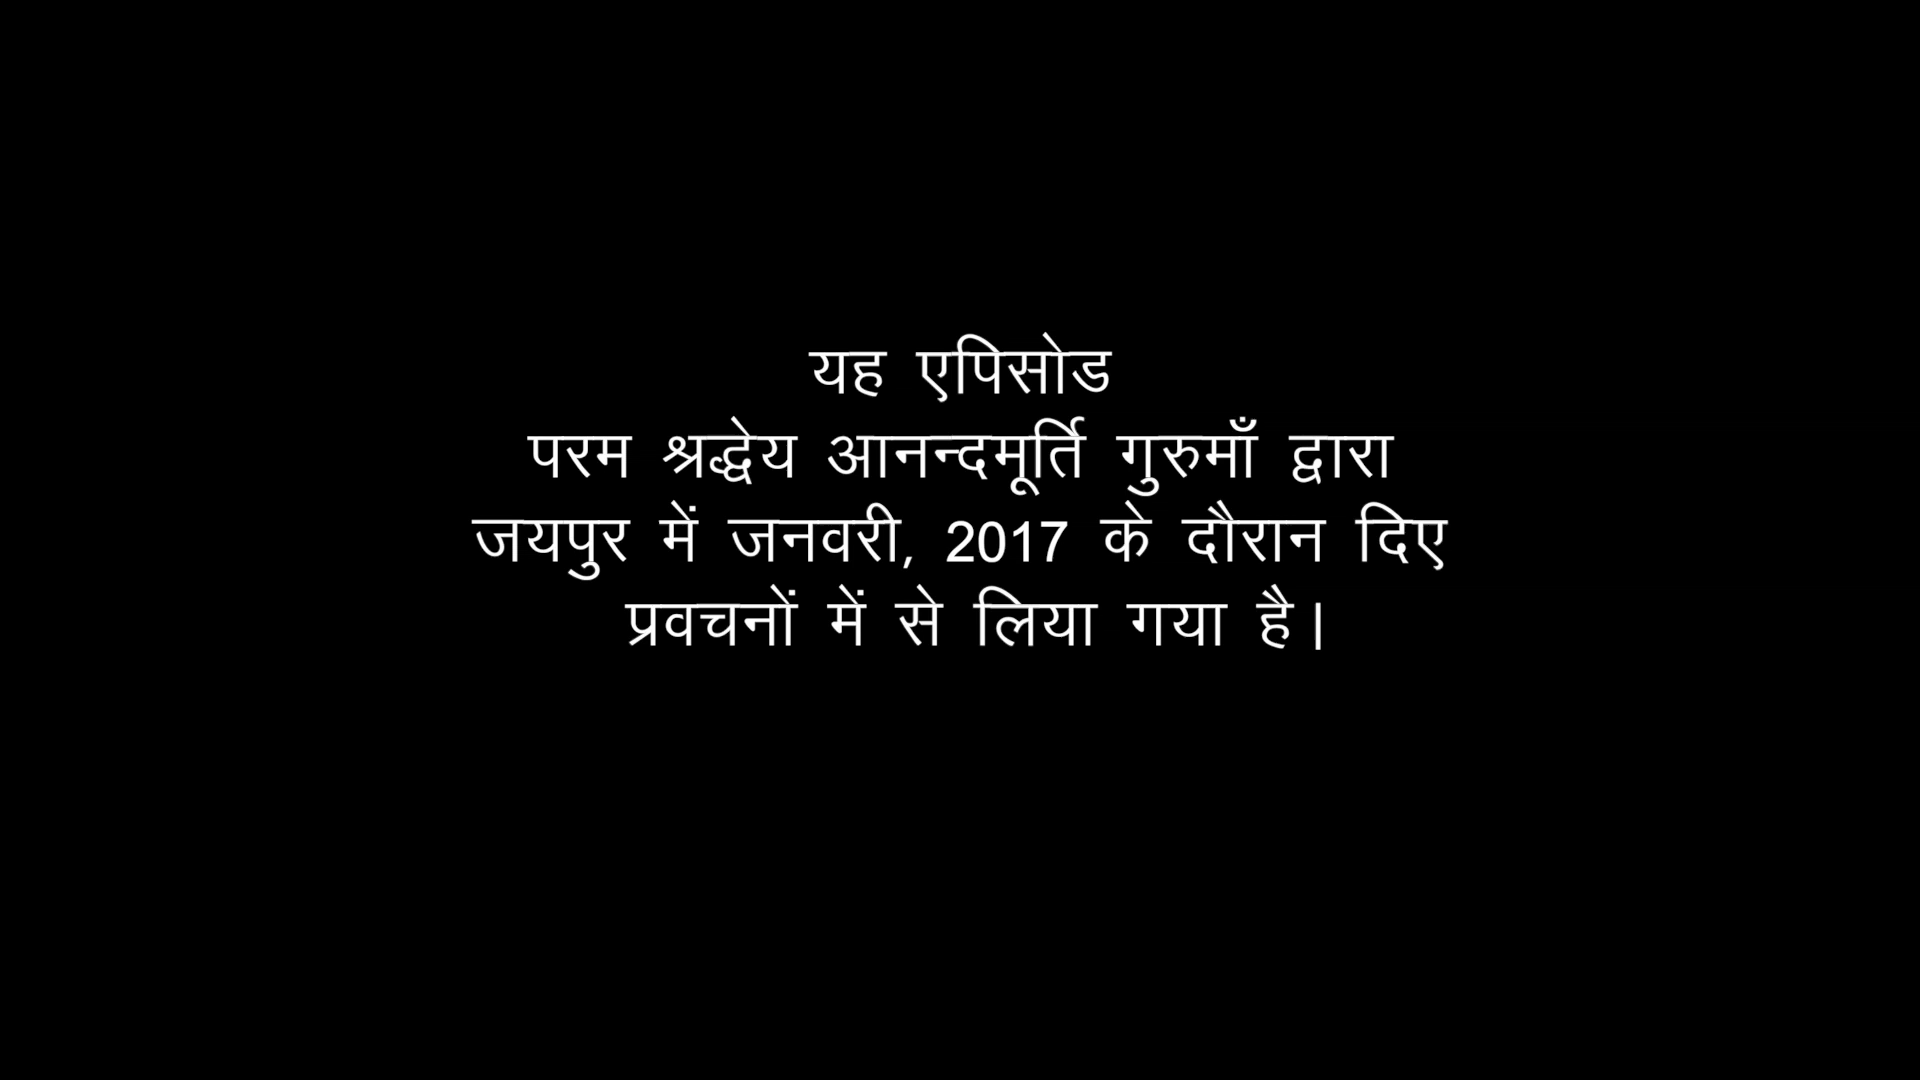 यह एपिसोड
परम श्रद्धेय आनन्दमूर्ति गुरुमाँ द्वारा
जयपुर में जनवरी, 2017 के दौरान दिए
प्रवचनों में से लिया गया है।